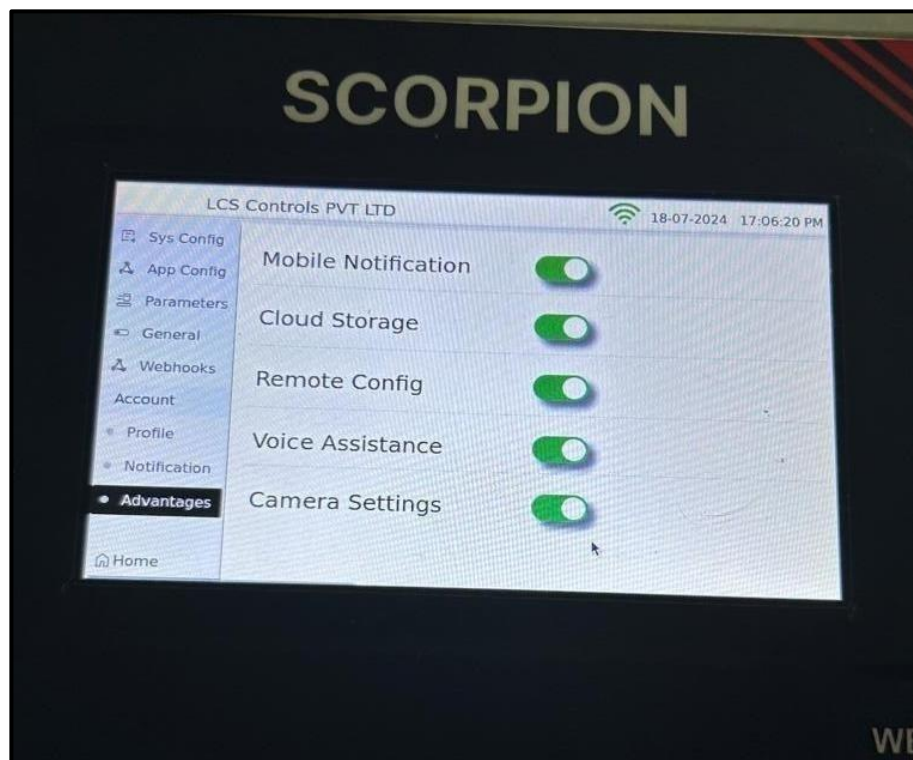 SCORPION
LCS Controls PVT LTD
18-07-2024 17:06:20 PM
Sys Config
App Config
Parameters
General
Webhooks
Account
Profile
Notification
Advantages
Home
Mobile Notification
Cloud Storage
Remote Config
Voice Assistance
Camera Settings